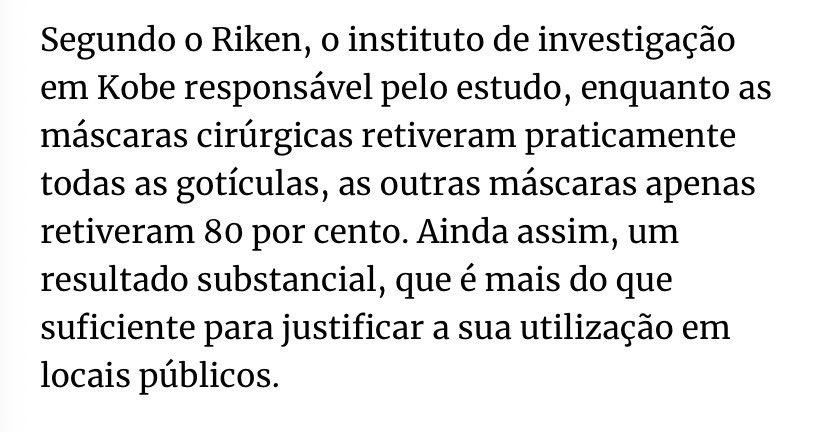 Segundo o Riken, o instituto de investigação
em Kobe responsável pelo estudo, enquanto as
máscaras cirúrgicas retiveram praticamente
todas as gotículas, as outras máscaras apenas
retiveram 80 por cento. Ainda assim, um
resultado substancial, que é mais do que
suficiente para justificar a sua utilização em
locais públicos.